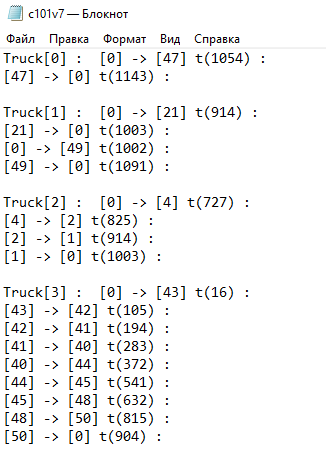 c101v7 — Блокнот
Файл Правка Формат Вид Справка
Truck[0] :  [0] -> [47] t(1054) :
[47] -> [0] t(1143) :
Truck[1] :  [0] -> [21] t(914) :
[21] -> [0] t(1003) :
[0] -> [49] t(1002) :
[49] -> [0] t(1091) :
Truck[2] :  [0] -> [4] t(727) :
[4] -> [2] t(825) :
[2] -> [1] t(914) :
[1] -> [0] t(1003) :
Truck[3] :  [0] -> [43] t(16) :
[43] -> [42] t(105) :
[42] -> [41] t(194) :
[41] -> [40] t(283) :
[40] -> [44] t(372) :
[44] -> [45] t(541) :
[45] -> [48] t(632) :
[48] -> [50] t(815) :
[50] -> [0] t(904) :